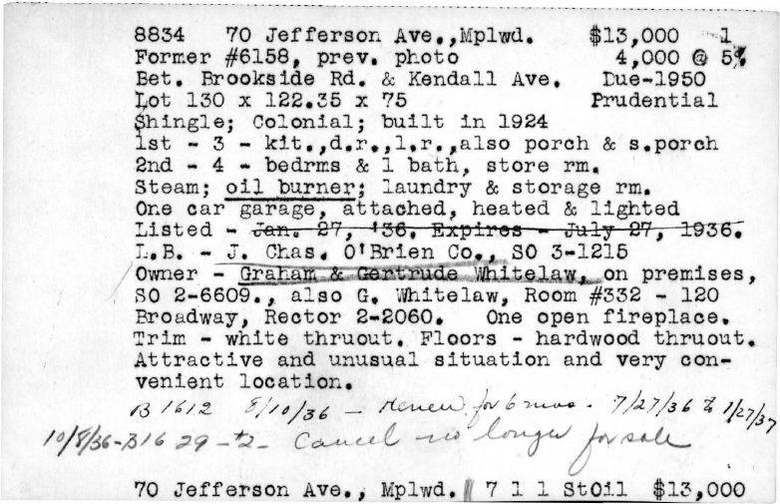 8834 70 Jefferson Ave.,Mplwd. $13,000 1
Former #6158, prev. photo 4,000 @ 5%
Bet. Brookside Rd. & Kendall Ave. Due-1950
Lot 130 x 122.35 x 75 Prudential
Shingle; Colonial; built in 1924
1st - 3 - kit.,d.r.,l.r.,also porch & s.porch
2nd - 4 - bedrms & 1 bath, store rm.
Steam; oil burner; laundry & storage rm.
One car garage, attached, heated & lighted
Listed - Jan. 27, '36. Expires - July 27, 1936.
L.B. - J. Chas. O'Brien Co., SO 3-1215
Owner - Graham & Gertrude Whitelaw, on premises,
SO 2-6609., also G. Whitelaw, Room #332 - 120
Broadway, Rector 2-2060. One open fireplace.
Trim - white thruout. Floors - hardwood thruout.
Attractive and unusual situation and very con-
venient location.
B 1612 8/10/36 - Renew for 6 mos. 7/27/36 to 1/27/37
10/8/36-B16 29 -#2- Cancel no longer for sale
70 Jefferson Ave., Mplwd. 7 1 1 StOil $13,000